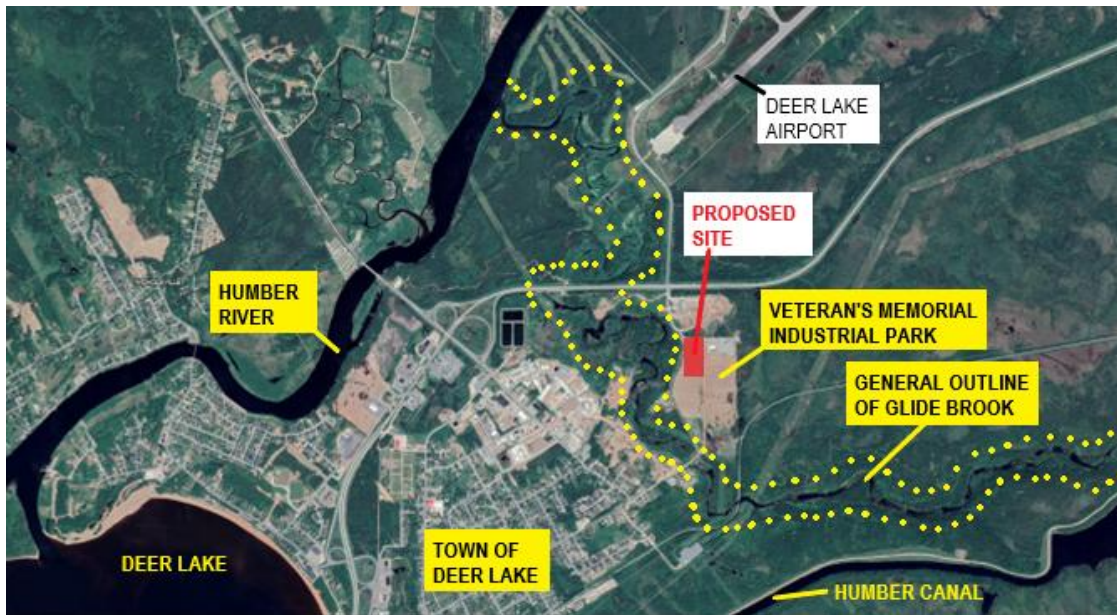 DEER LAKE
AIRPORT
PROPOSED
SITE
HUMBER
RIVER
VETERAN'S MEMORIAL
INDUSTRIAL PARK
GENERAL OUTLINE
OF GLIDE BROOK
DEER LAKE
TOWN OF
DEER LAKE
HUMBER CANAL